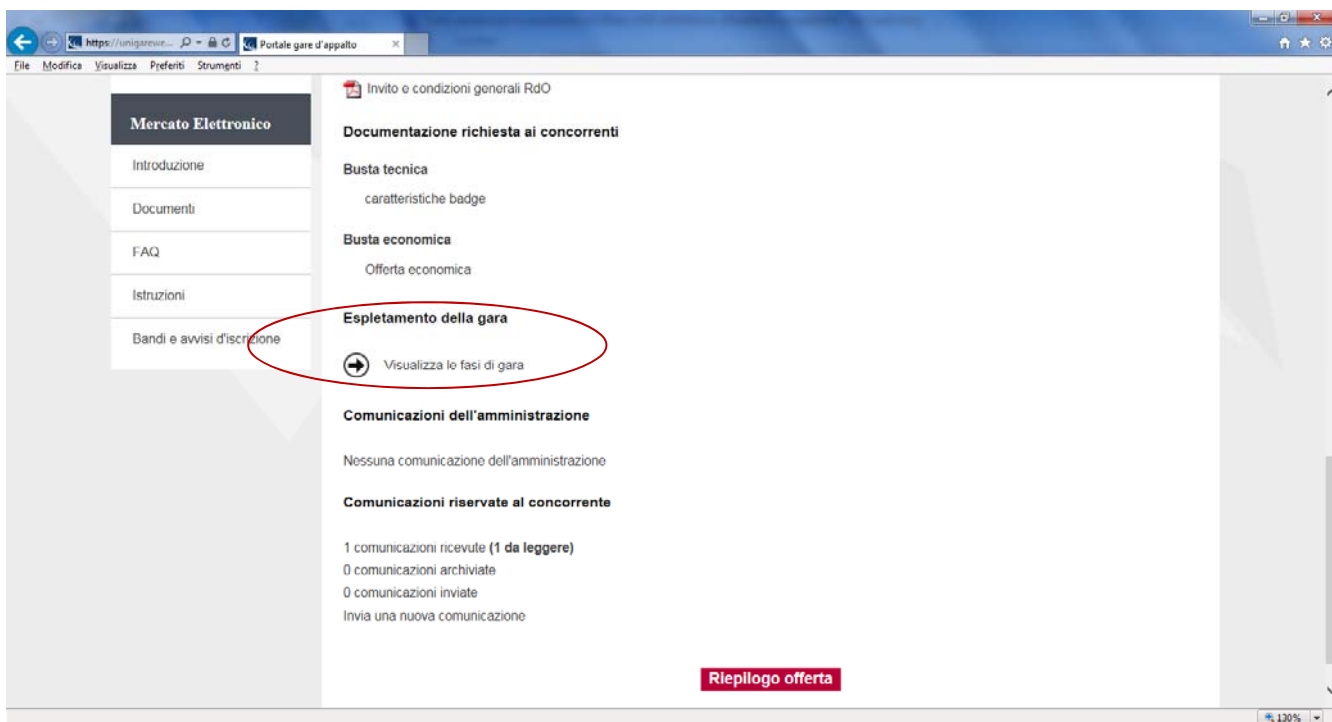 https://unigarewe...
Portale gare d'appalto
File Modifica Visualizza Preferiti Strumenti ?
Invito e condizioni generali RdO
Mercato Elettronico
Introduzione
Documenti
FAQ
Istruzioni
Bandi e avvisi d'iscrizione
Documentazione richiesta ai concorrenti
Busta tecnica
caratteristiche badge
Busta economica
Offerta economica
Espletamento della gara
Visualizza le fasi di gara
Comunicazioni dell'amministrazione
Nessuna comunicazione dell'amministrazione
Comunicazioni riservate al concorrente
1 comunicazioni ricevute (1 da leggere)
0 comunicazioni archiviate
0 comunicazioni inviate
Invia una nuova comunicazione
Riepilogo offerta
130%